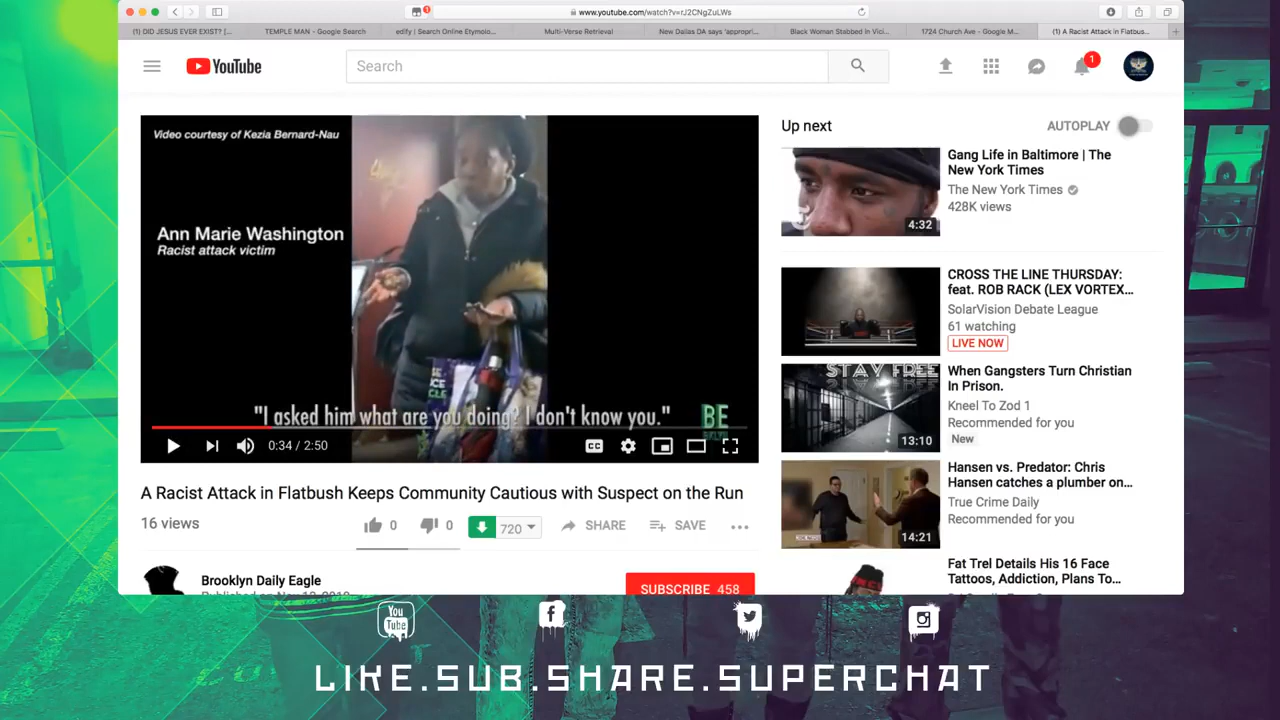 www.youtube.com/watch?v=rJ2CNgZuLWs
(1) DID JESUS EVER EXIST? [...
TEMPLE MAN - Google Search
edify | Search Online Etymolo...
Multi-Verse Retrieval
New Dallas DA says 'appropri...
Black Woman Stabbed In Vici...
1724 Church Ave - Google M...
(1) A Racist Attack in Flatbus...
YouTube
Search
1
Video courtesy of Kezia Bernard-Nau
Ann Marie Washington
Racist attack victim
"I asked him what are you doing? I don't know you."
BE
0:34 / 2:50
CC
A Racist Attack in Flatbush Keeps Community Cautious with Suspect on the Run
16 views
0
0
720
SHARE
SAVE
Brooklyn Daily Eagle
SUBSCRIBE 458
Up next
AUTOPLAY
Gang Life in Baltimore | The
New York Times
The New York Times
428K views
4:32
CROSS THE LINE THURSDAY:
feat. ROB RACK (LEX VORTEX...
SolarVision Debate League
61 watching
LIVE NOW
STAY FREE
When Gangsters Turn Christian
In Prison.
Kneel To Zod 1
Recommended for you
New
13:10
Hansen vs. Predator: Chris
Hansen catches a plumber on...
True Crime Daily
Recommended for you
14:21
Fat Trel Details His 16 Face
Tattoos, Addiction, Plans To...
You
Tube
LIKE.SUB.SHARE.SUPERCHAT